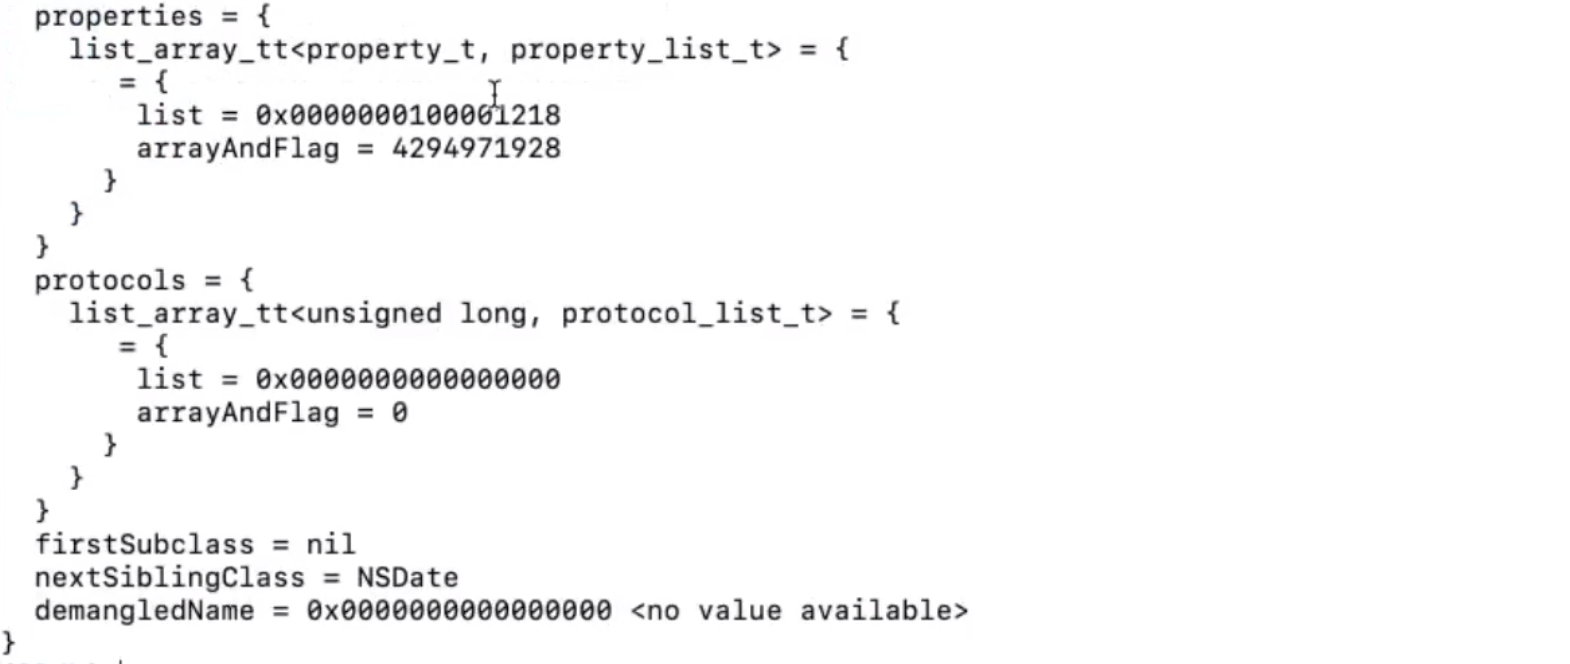 properties = {
list_array_tt<property_t, property_list_t> = {
= {
list = 0x0000000100001218
arrayAndFlag = 4294971928
}
}
}
protocols = {
list_array_tt<unsigned long, protocol_list_t> = {
= {
list = 0x0000000000000000
arrayAndFlag = 0
}
}
}
firstSubclass = nil
nextSiblingClass = NSDate
demangledName = 0x0000000000000000 <no value available>
}